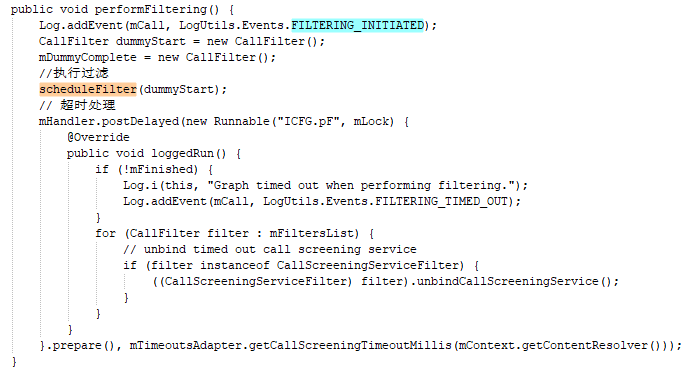 public void performFiltering() {
    Log.addEvent(mCall, LogUtils.Events.FILTERING_INITIATED);
    CallFilter dummyStart = new CallFilter();
    mDummyComplete = new CallFilter();
    //执行过滤
    scheduleFilter(dummyStart);
    // 超时处理
    mHandler.postDelayed(new Runnable("ICFG.pF", mLock) {
        @Override
        public void loggedRun() {
            if (!mFinished) {
                Log.i(this, "Graph timed out when performing filtering.");
                Log.addEvent(mCall, LogUtils.Events.FILTERING_TIMED_OUT);
            }
            for (CallFilter filter : mFiltersList) {
                // unbind timed out call screening service
                if (filter instanceof CallScreeningServiceFilter) {
                    ((CallScreeningServiceFilter) filter).unbindCallScreeningService();
                }
            }
        }
    }.prepare(), mTimeoutsAdapter.getCallScreeningTimeoutMillis(mContext.getContentResolver()));
}